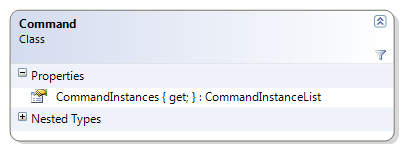 Command
Class
Properties
CommandInstances { get; } : CommandInstanceList
Nested Types